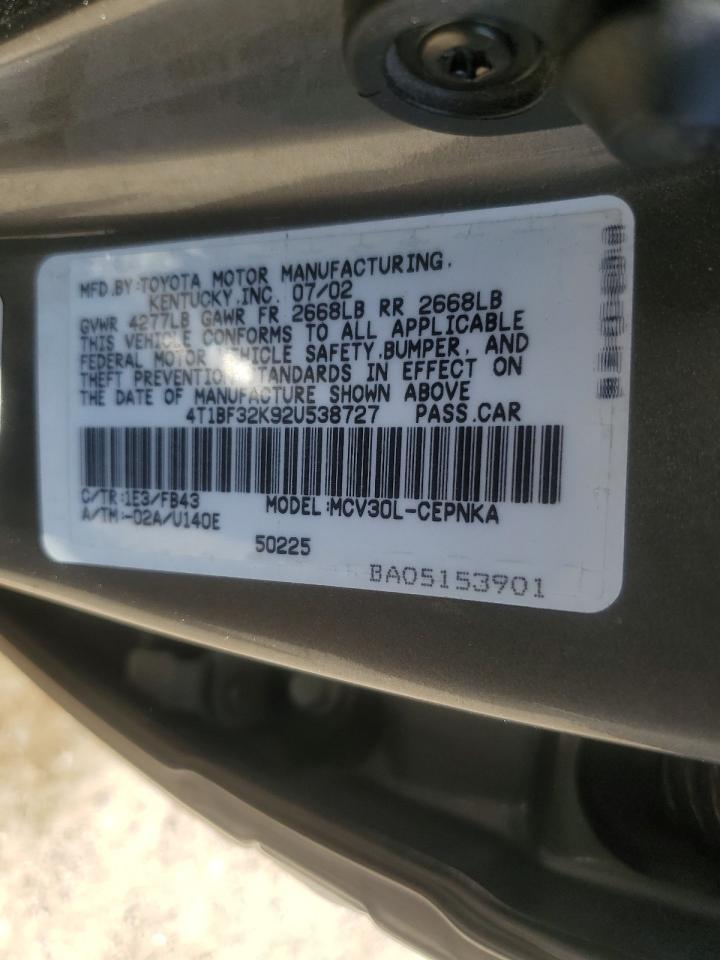 MFD.BY:TOYOTA MOTOR MANUFACTURING,
KENTUCKY,INC. 07/02
GVWR 4277LB GAWR FR 2668LB RR 2668LB
THIS VEHICLE CONFORMS TO ALL APPLICABLE
FEDERAL MOTOR VEHICLE SAFETY,BUMPER, AND
THEFT PREVENTION STANDARDS IN EFFECT ON
THE DATE OF MANUFACTURE SHOWN ABOVE
4T1BF32K92U538727 PASS.CAR
C/TR:1E3/FB43 MODEL:MCV30L-CEPNKA
A/TM:-02A/U140E
50225
BA05153901